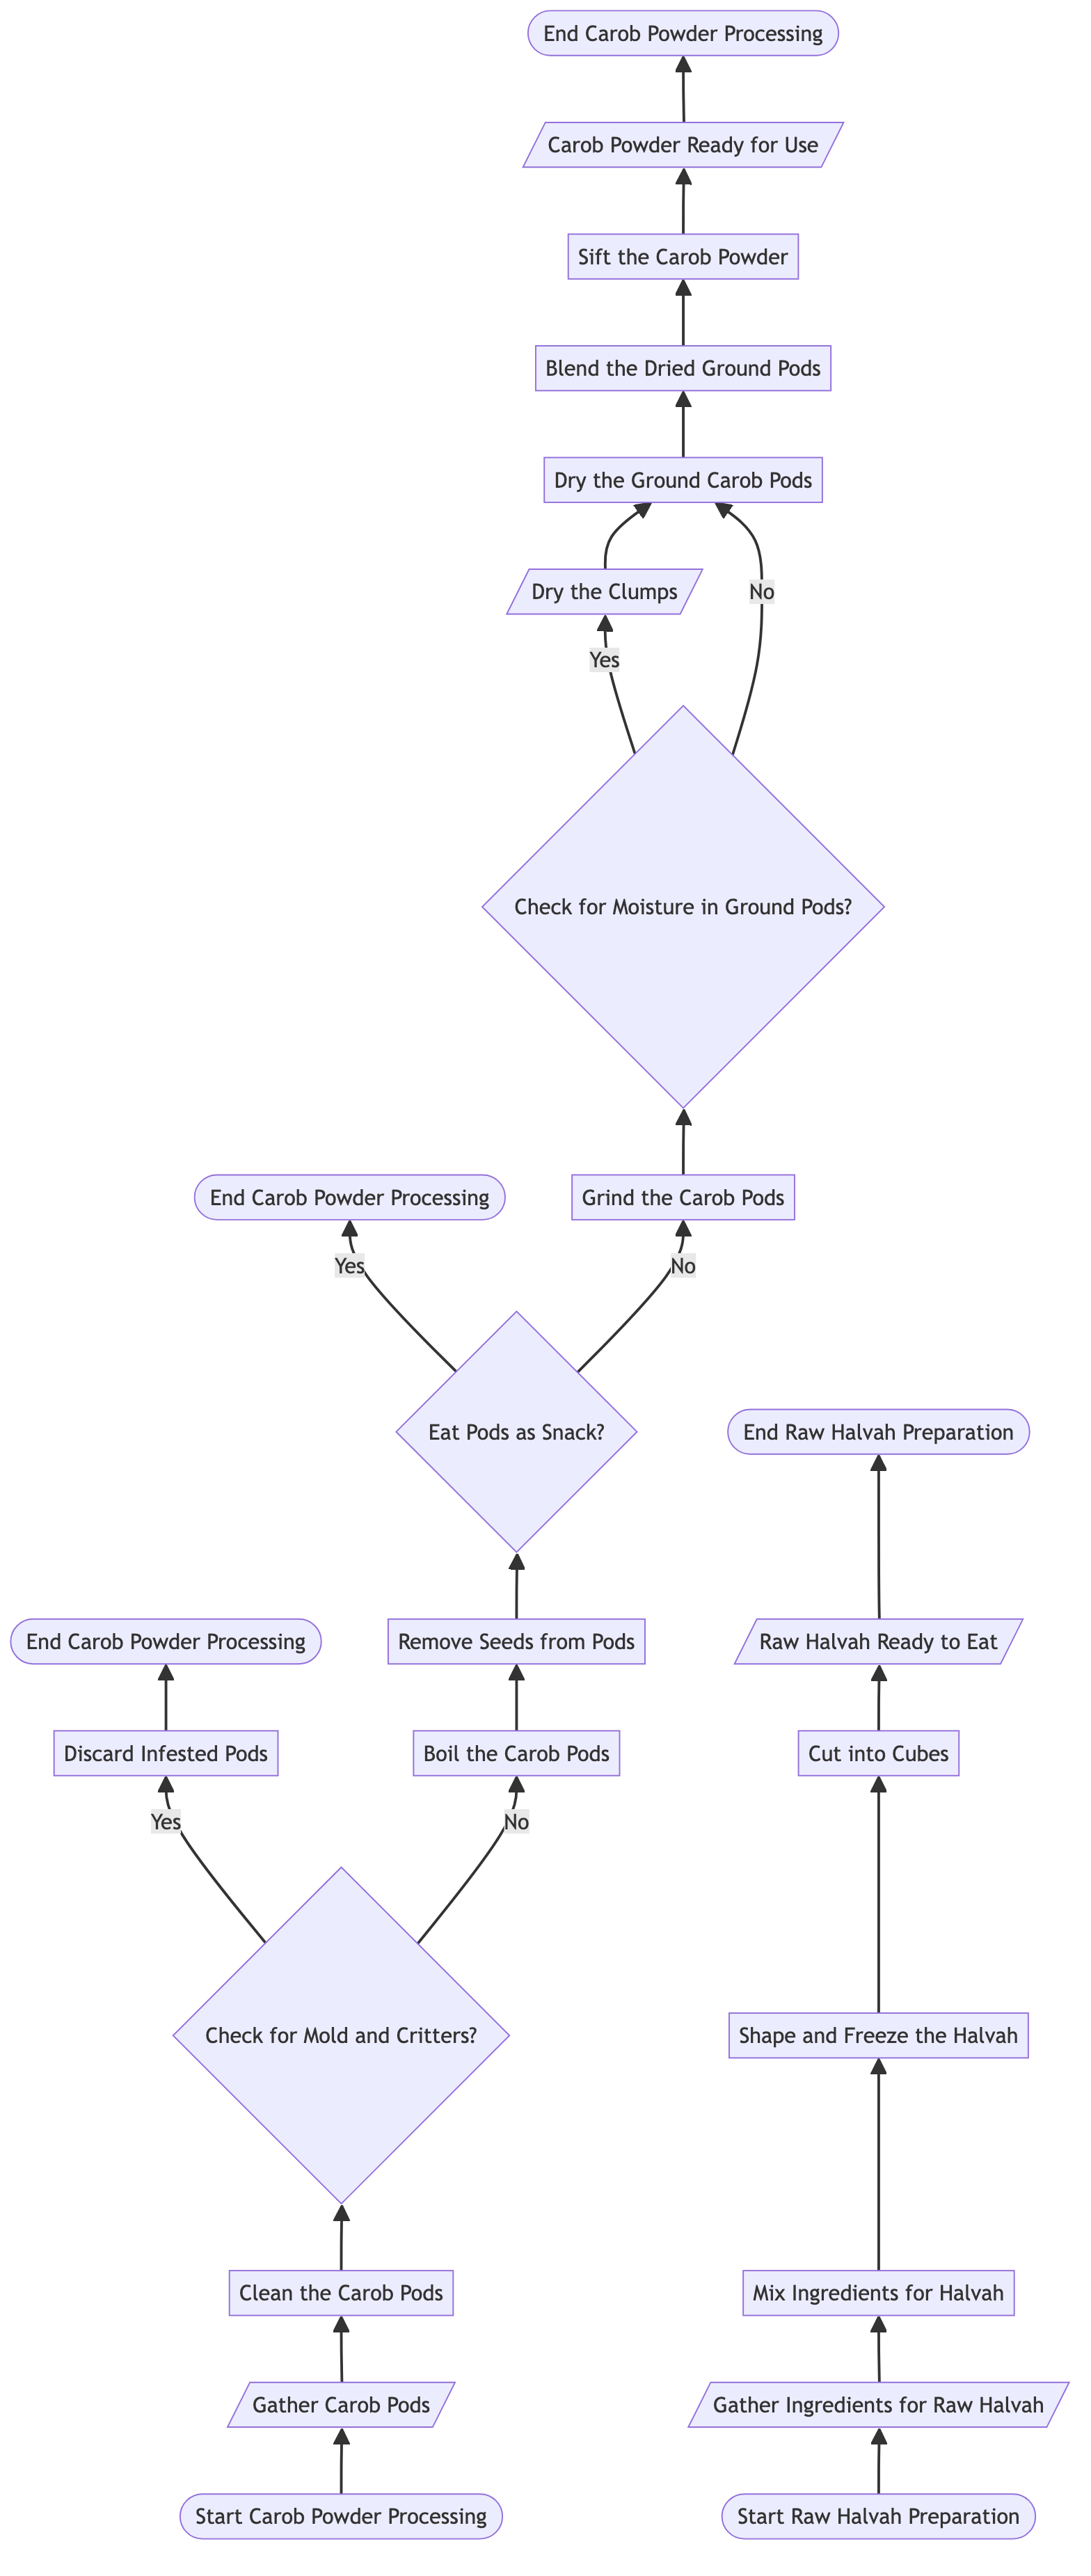 End Carob Powder Processing
Carob Powder Ready for Use
Sift the Carob Powder
Blend the Dried Ground Pods
Dry the Ground Carob Pods
Dry the Clumps
No
Yes
Check for Moisture in Ground Pods?
End Carob Powder Processing
Grind the Carob Pods
Yes
No
Eat Pods as Snack?
End Raw Halvah Preparation
End Carob Powder Processing
Remove Seeds from Pods
Raw Halvah Ready to Eat
Discard Infested Pods
Boil the Carob Pods
Cut into Cubes
Yes
No
Check for Mold and Critters?
Shape and Freeze the Halvah
Clean the Carob Pods
Mix Ingredients for Halvah
Gather Carob Pods
Gather Ingredients for Raw Halvah
Start Carob Powder Processing
Start Raw Halvah Preparation